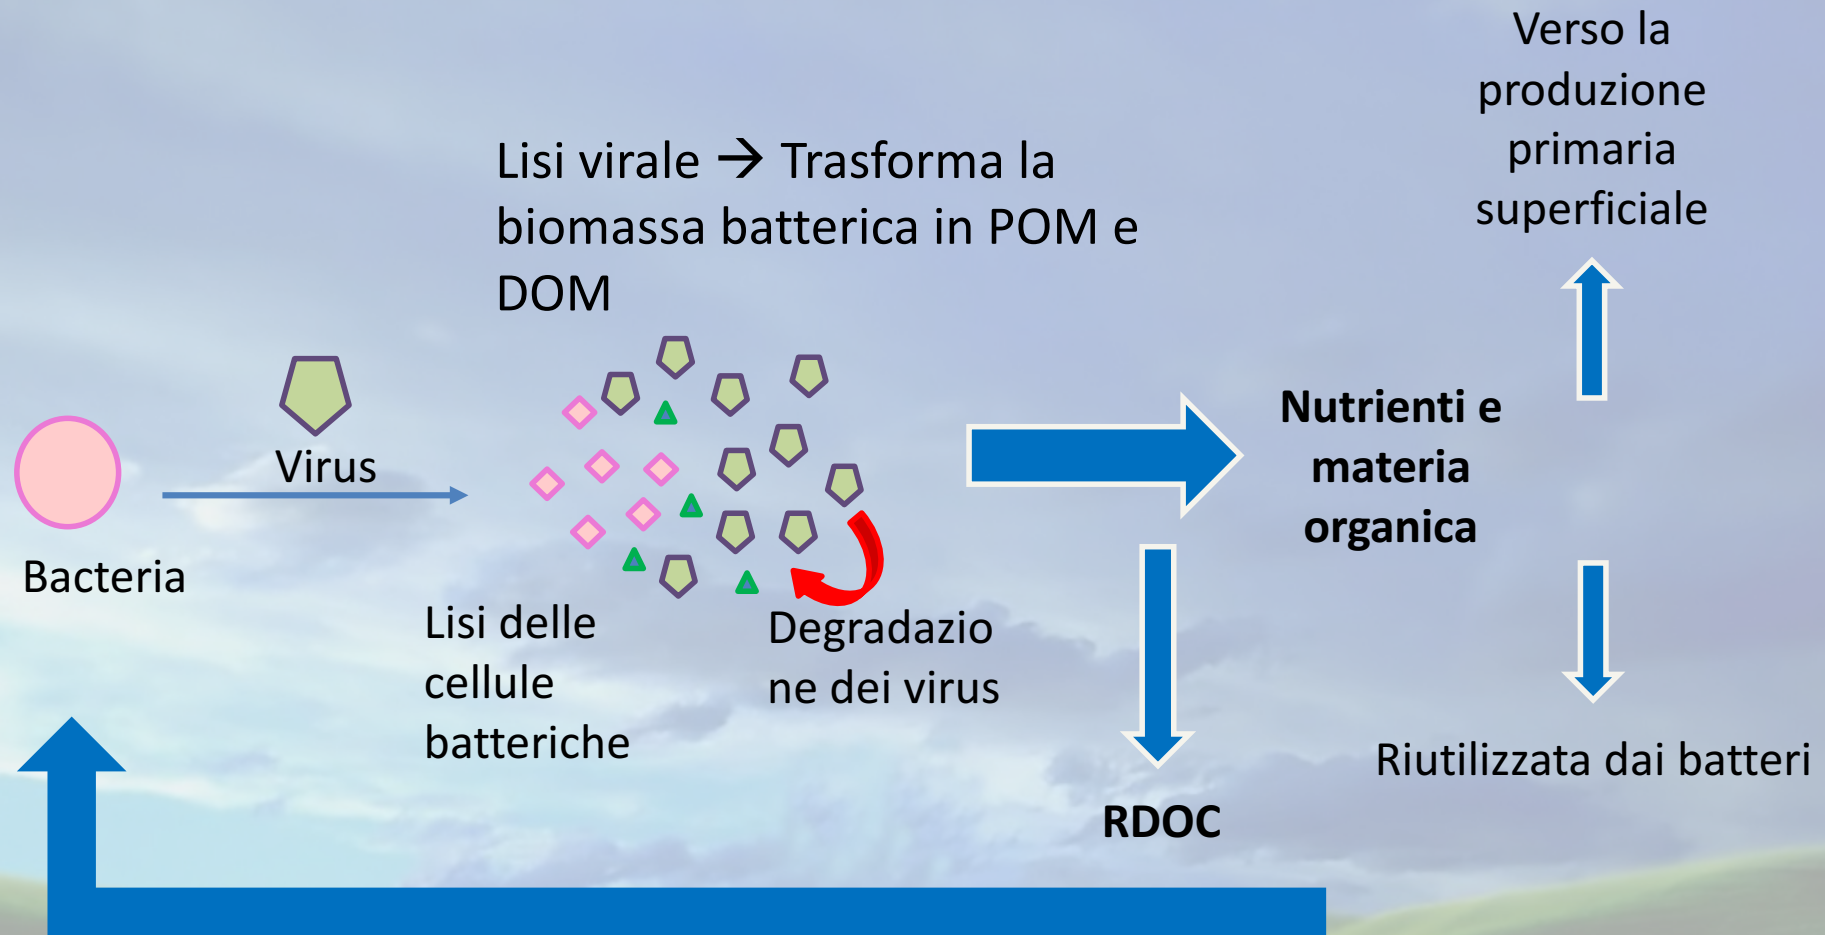 Verso la
produzione
primaria
superficiale
Lisi virale → Trasforma la
biomassa batterica in POM e
DOM
Virus
Bacteria
Nutrienti e
materia
organica
Lisi delle
cellule
batteriche
Degradazio
ne dei virus
Riutilizzata dai batteri
RDOC